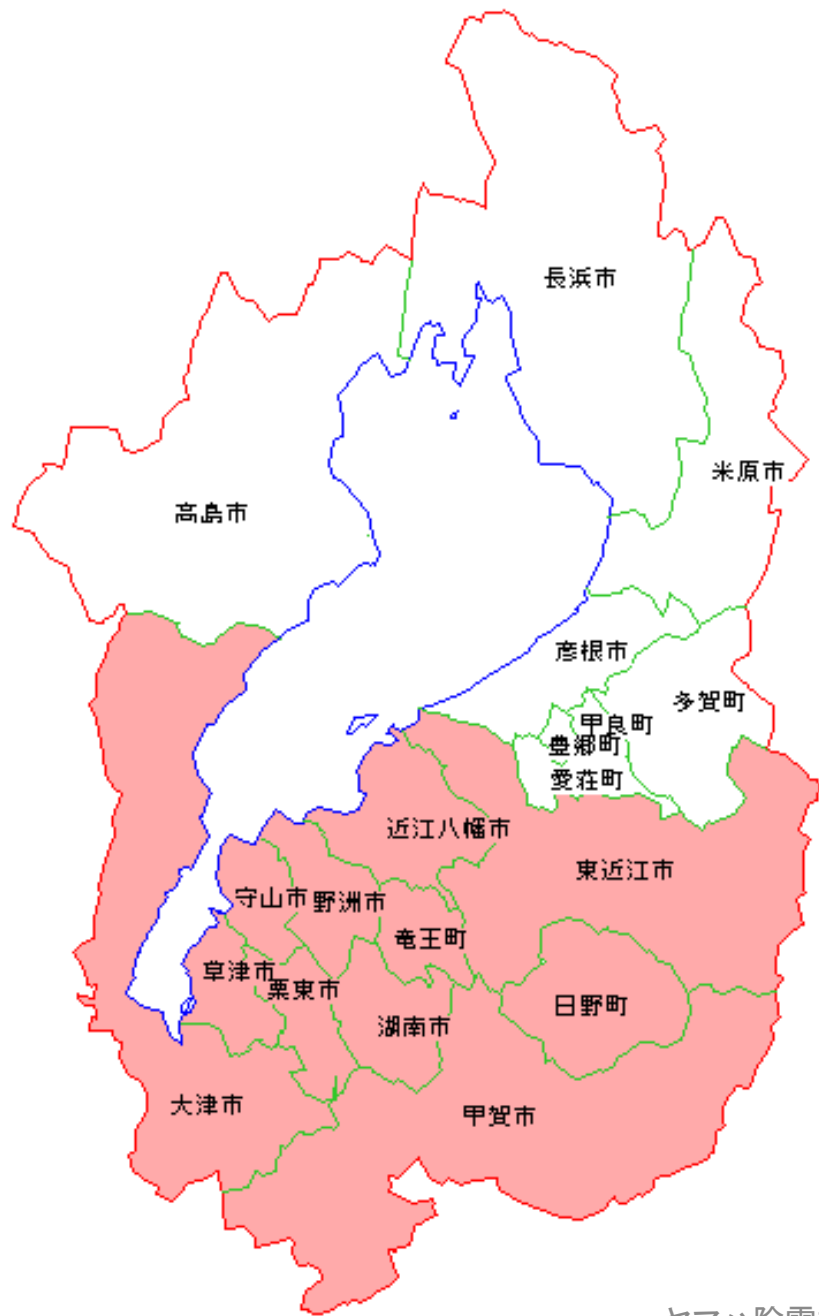 長浜市
米原市
高島市
彦根市
多賀町
甲良町
豊郷町
愛荘町
近江八幡市
東近江市
守山市
野洲市
竜王町
草津市
栗東市
日野町
湖南市
大津市
甲賀市